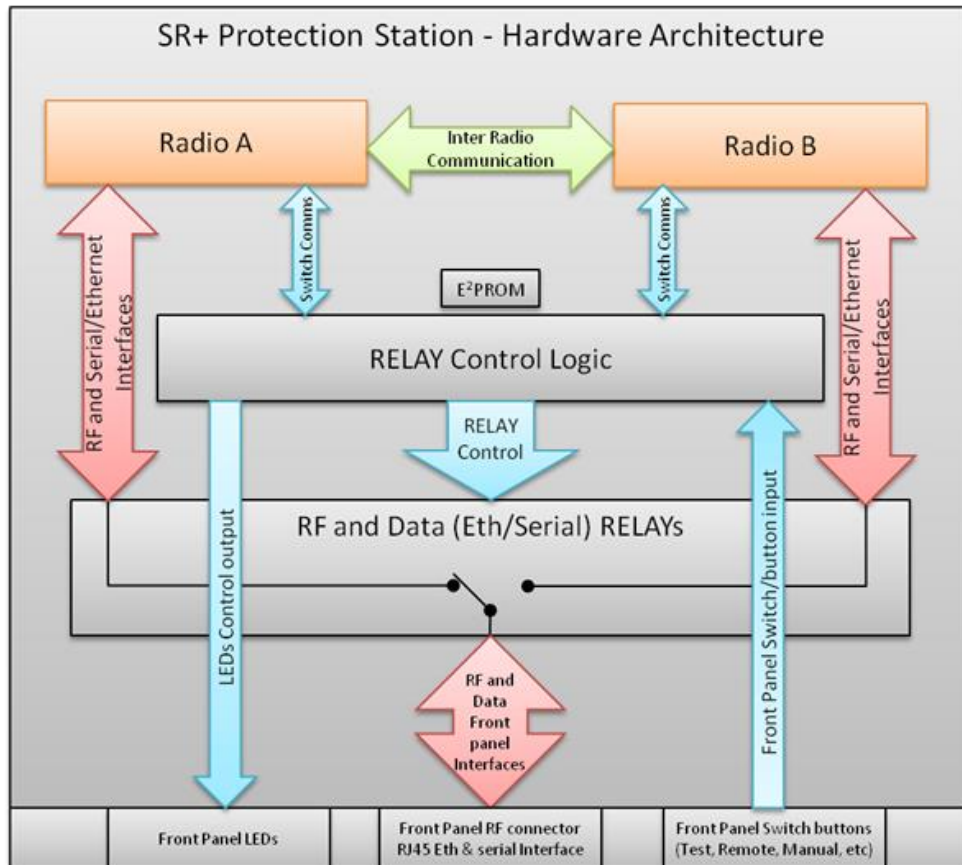 SR+ Protection Station - Hardware Architecture
Radio A
Inter Radio
Communication
Radio B
RF and Serial/Ethernet
Interfaces
Switch Comms
E²PROM
Switch Comms
RF and Serial/Ethernet
Interfaces
RELAY Control Logic
RELAY
Control
RF and Data (Eth/Serial) RELAYs
LEDs Control output
RF and
Data
Front
panel
Interfaces
Front Panel Switch/button input
Front Panel LEDs
Front Panel RF connector
RJ45 Eth & serial Interface
Front Panel Switch buttons
(Test, Remote, Manual, etc)